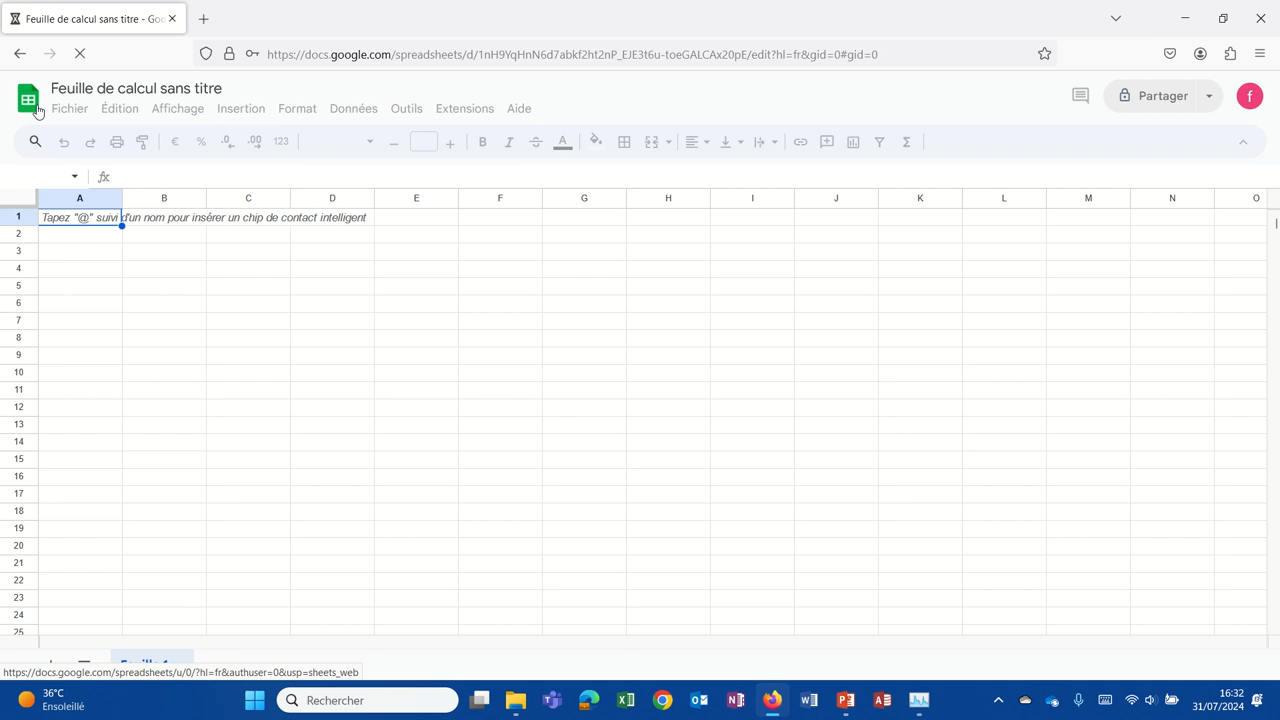 Feuille de calcul sans titre - Goo
https://docs.google.com/spreadsheets/d/1nH9YqHnN6d7abkf2ht2nP_EJE3t6u-toeGALCAx20pE/edit?hl=fr&gid=0#gid=0
Feuille de calcul sans titre
Fichier Édition Affichage Insertion Format Données Outils Extensions Aide
Partager
f
€ % .0 .00 123 B I S A Σ
fx
A B C D E F G H I J K L M N O
1 Tapez "@" suivi d'un nom pour insérer un chip de contact intelligent
2
3
4
5
6
7
8
9
10
11
12
13
14
15
16
17
18
19
20
21
22
23
24
25
Feuille 1
https://docs.google.com/spreadsheets/u/0/?hl=fr&authuser=0&usp=sheets_web
36°C
Ensoleillé
Rechercher
16:32
31/07/2024